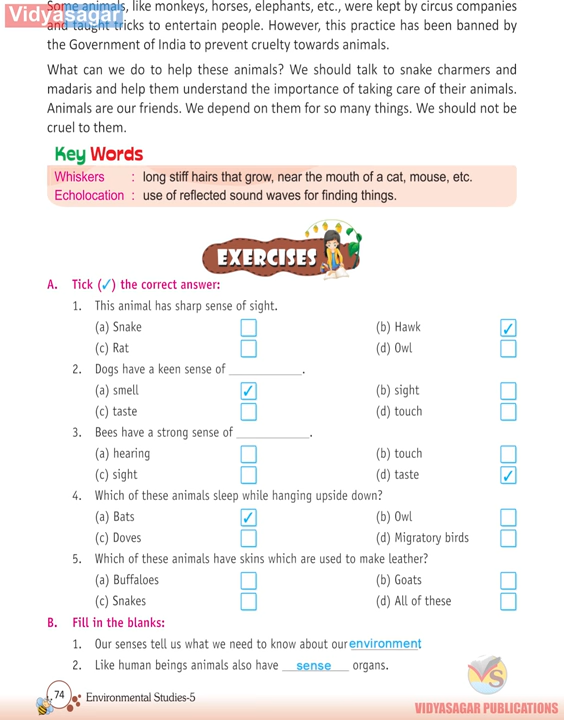 Some animals, like monkeys, horses, elephants, etc., were kept by circus companies
Vidyasagar
and taught tricks to entertain people. However, this practice has been banned by
the Government of India to prevent cruelty towards animals.
What can we do to help these animals? We should talk to snake charmers and
madaris and help them understand the importance of taking care of their animals.
Animals are our friends. We depend on them for so many things. We should not be
cruel to them.
Key Words
Whiskers : long stiff hairs that grow, near the mouth of a cat, mouse, etc.
Echolocation : use of reflected sound waves for finding things.
EXERCISES
A. Tick (✓) the correct answer:
1. This animal has sharp sense of sight.
(a) Snake (b) Hawk ✓
(c) Rat (d) Owl
2. Dogs have a keen sense of ____________.
(a) smell ✓ (b) sight
(c) taste (d) touch
3. Bees have a strong sense of ____________.
(a) hearing (b) touch
(c) sight (d) taste ✓
4. Which of these animals sleep while hanging upside down?
(a) Bats ✓ (b) Owl
(c) Doves (d) Migratory birds
5. Which of these animals have skins which are used to make leather?
(a) Buffaloes (b) Goats
(c) Snakes (d) All of these
B. Fill in the blanks:
1. Our senses tell us what we need to know about our environment.
2. Like human beings animals also have sense organs.
VS
74 Environmental Studies-5
VIDYASAGAR PUBLICATIONS